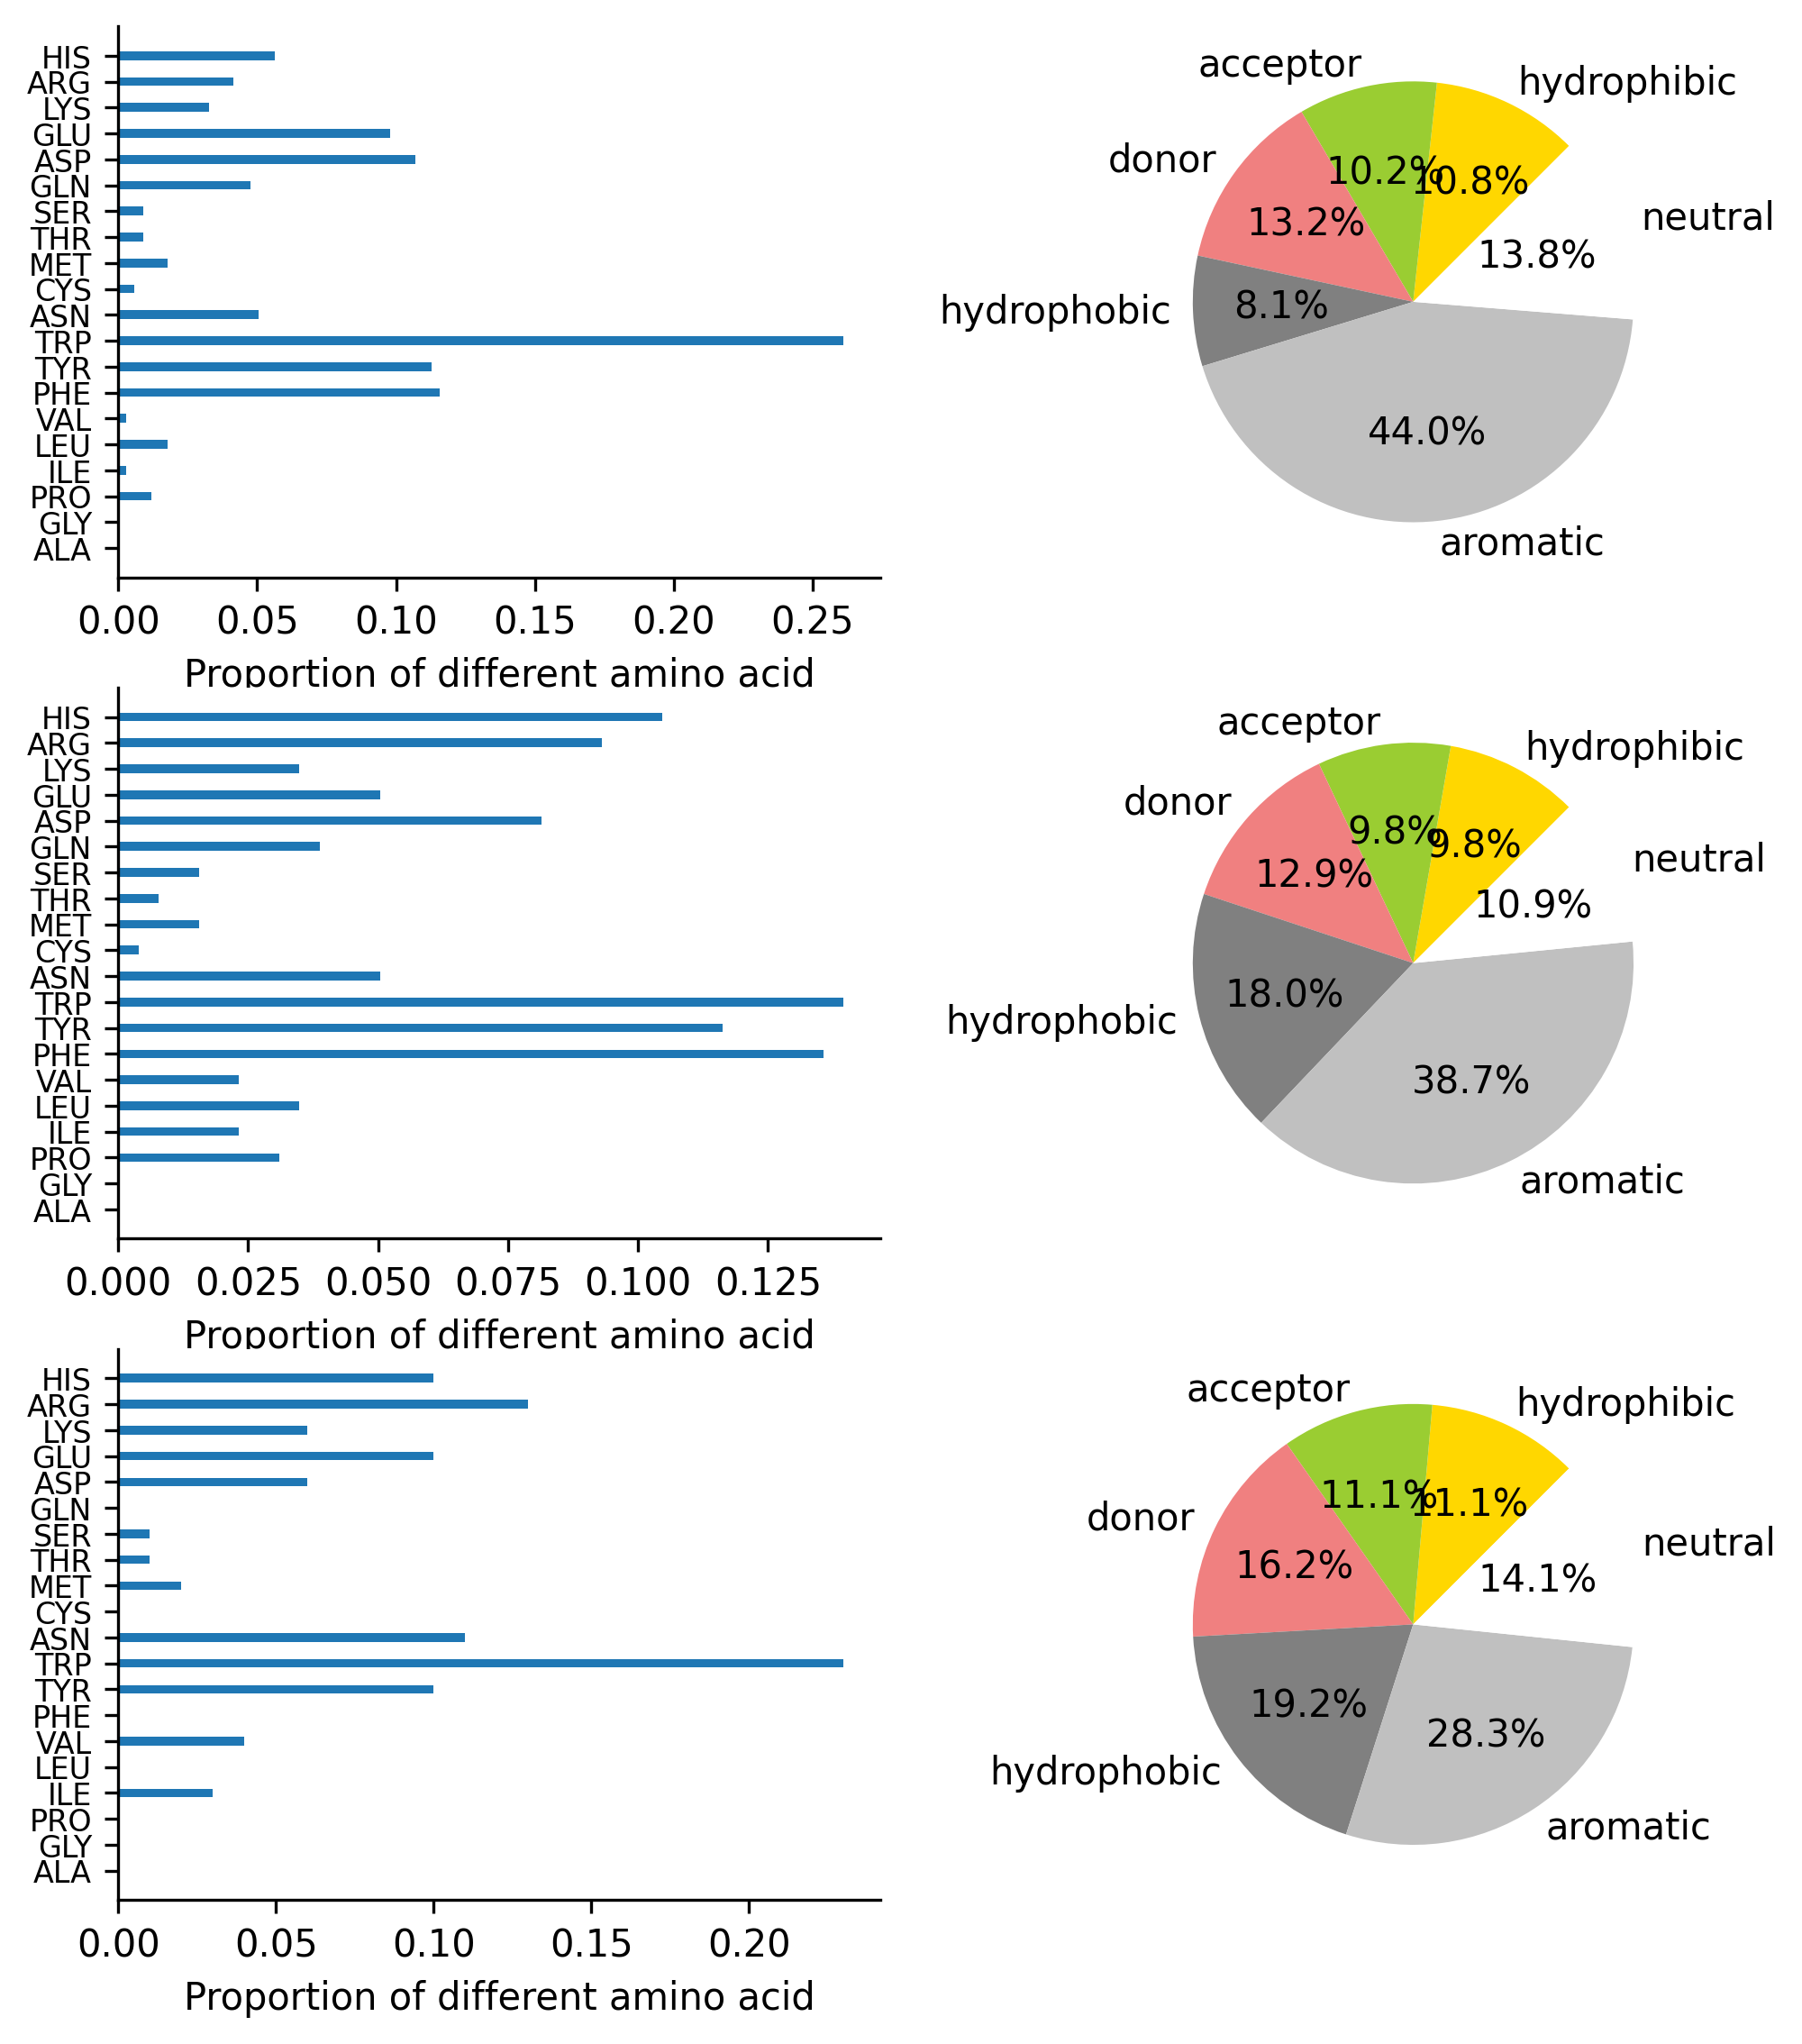 HIS
ARG
LYS
GLU
ASP
GLN
SER
THR
MET
CYS
ASN
TRP
TYR
PHE
VAL
LEU
ILE
PRO
GLY
ALA
0.00 0.05 0.10 0.15 0.20 0.25
Proportion of different amino acid
acceptor
hydrophibic
donor
neutral
hydrophobic
aromatic
10.2%
10.8%
13.2%
13.8%
8.1%
44.0%
HIS
ARG
LYS
GLU
ASP
GLN
SER
THR
MET
CYS
ASN
TRP
TYR
PHE
VAL
LEU
ILE
PRO
GLY
ALA
0.000 0.025 0.050 0.075 0.100 0.125
Proportion of different amino acid
acceptor
hydrophibic
donor
neutral
hydrophobic
aromatic
9.8%
9.8%
12.9%
10.9%
18.0%
38.7%
HIS
ARG
LYS
GLU
ASP
GLN
SER
THR
MET
CYS
ASN
TRP
TYR
PHE
VAL
LEU
ILE
PRO
GLY
ALA
0.00 0.05 0.10 0.15 0.20
Proportion of different amino acid
acceptor
hydrophibic
donor
neutral
hydrophobic
aromatic
11.1%
11.1%
16.2%
14.1%
19.2%
28.3%